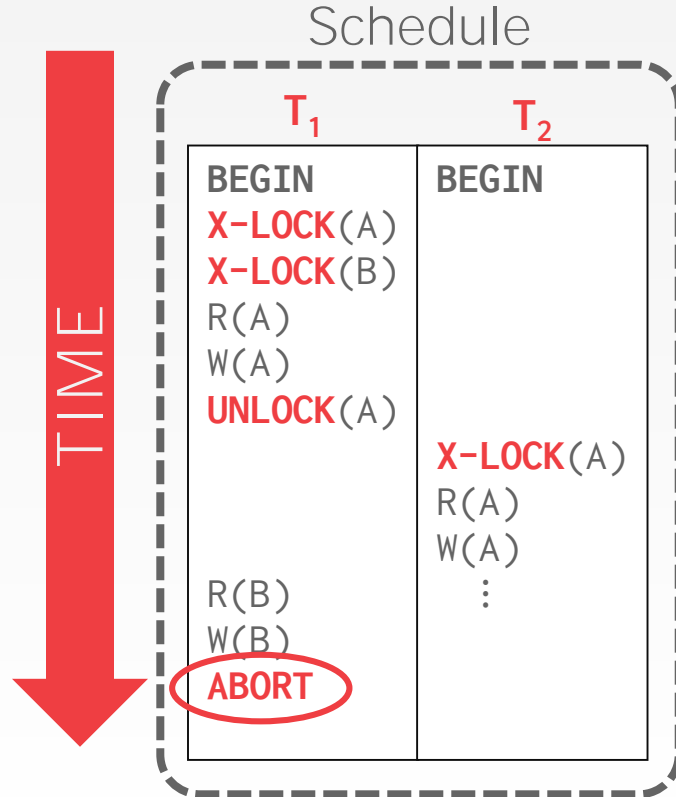 Schedule
TIME
T₁ T₂
BEGIN BEGIN
X-LOCK(A)
X-LOCK(B)
R(A)
W(A)
UNLOCK(A)
X-LOCK(A)
R(A)
W(A)
R(B) ⋮
W(B)
ABORT